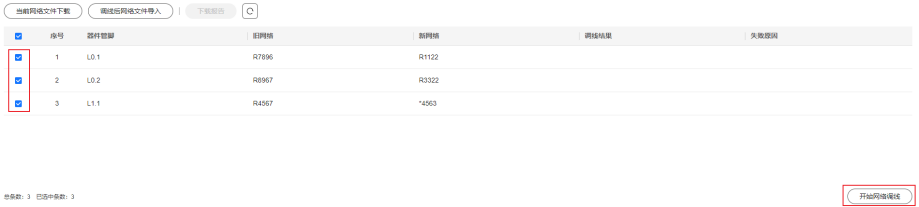 当前网络文件下载 调线后网络文件导入 下载报告
序号 器件管脚 旧网络 新网络 调线结果 失败原因
1 L0.1 R7896 R1122
2 L0.2 R8967 R3322
3 L1.1 R4567 *4563
总条数: 3 已选中条数: 3 开始网络调线